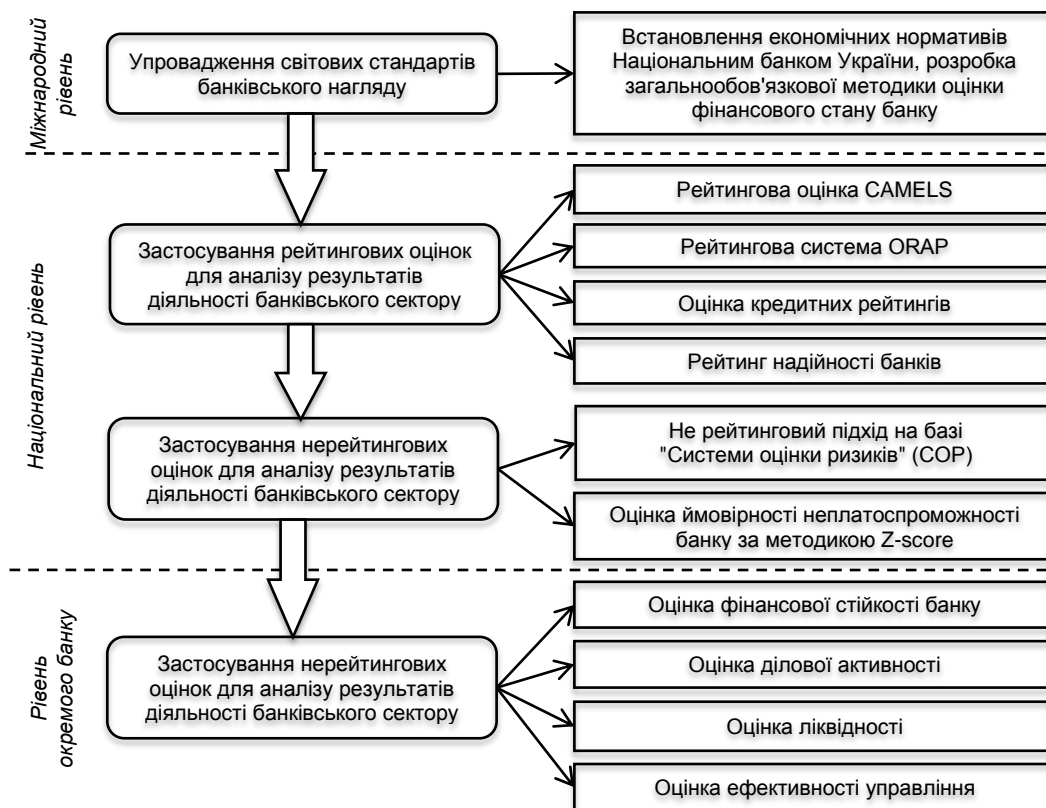 Міжнародний
рівень
Упровадження світових стандартів
банківського нагляду
Встановлення економічних нормативів
Національним банком України, розробка
загальнообов'язкової методики оцінки
фінансового стану банку
Національний рівень
Застосування рейтингових оцінок
для аналізу результатів
діяльності банківського сектору
Рейтингова оцінка CAMELS
Рейтингова система ORAP
Оцінка кредитних рейтингів
Рейтинг надійності банків
Застосування нерейтингових
оцінок для аналізу результатів
діяльності банківського сектору
Не рейтинговий підхід на базі
"Системи оцінки ризиків" (СОР)
Оцінка ймовірності неплатоспроможності
банку за методикою Z-score
Рівень
окремого банку
Застосування нерейтингових
оцінок для аналізу результатів
діяльності банківського сектору
Оцінка фінансової стійкості банку
Оцінка ділової активності
Оцінка ліквідності
Оцінка ефективності управління